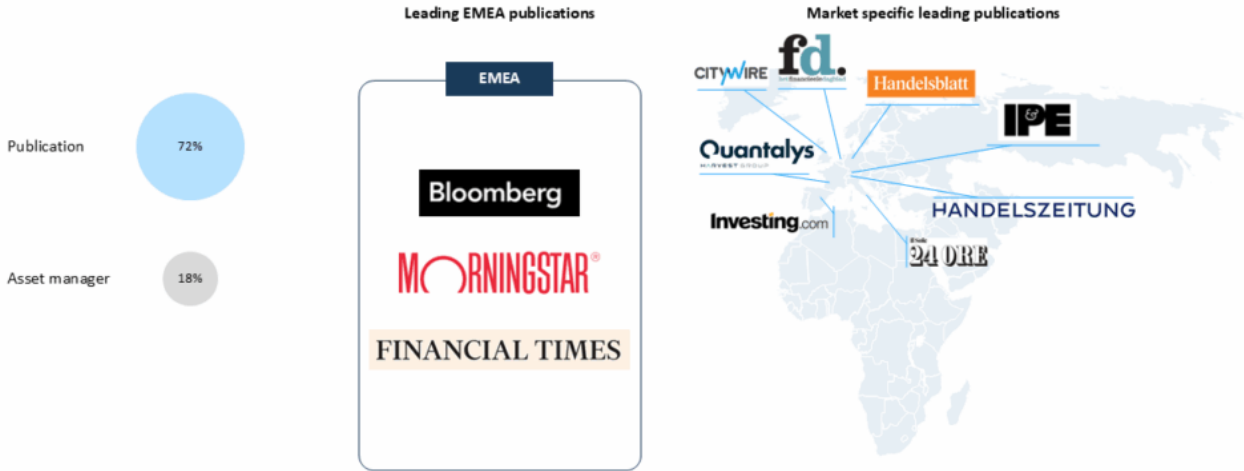 Leading EMEA publications
Market specific leading publications
EMEA
Publication
72%
Asset manager
18%
Bloomberg
MORNINGSTAR®
FINANCIAL TIMES
CITYWIRE
fd.
Handelsblatt
IPE
&
Quantalys
HARVEST GROUP
HANDELSZEITUNG
Investing.com
24 ORE